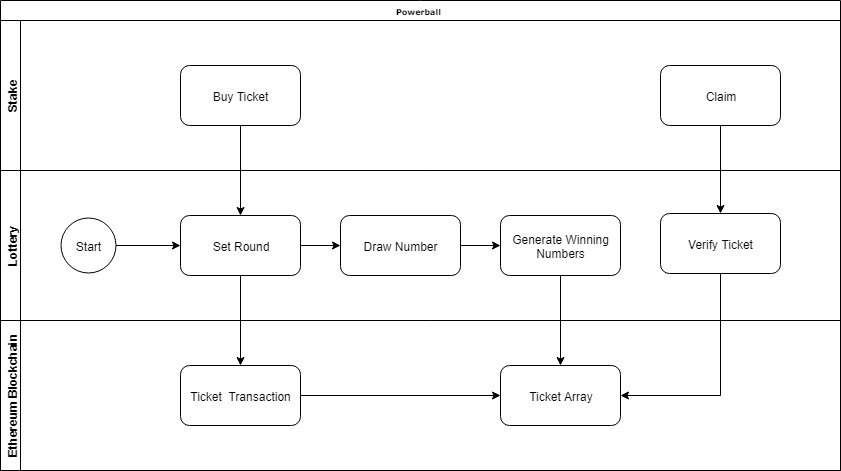 Powerball
Stake
Buy Ticket
Claim
Lottery
Start
Set Round
Draw Number
Generate Winning
Numbers
Verify Ticket
Ethereum Blockchain
Ticket  Transaction
Ticket Array